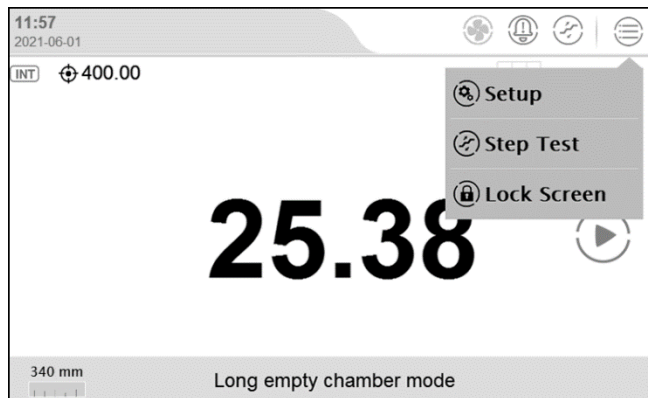 11:57
2021-06-01
INT 400.00
Setup
Step Test
Lock Screen
25.38
340 mm
Long empty chamber mode